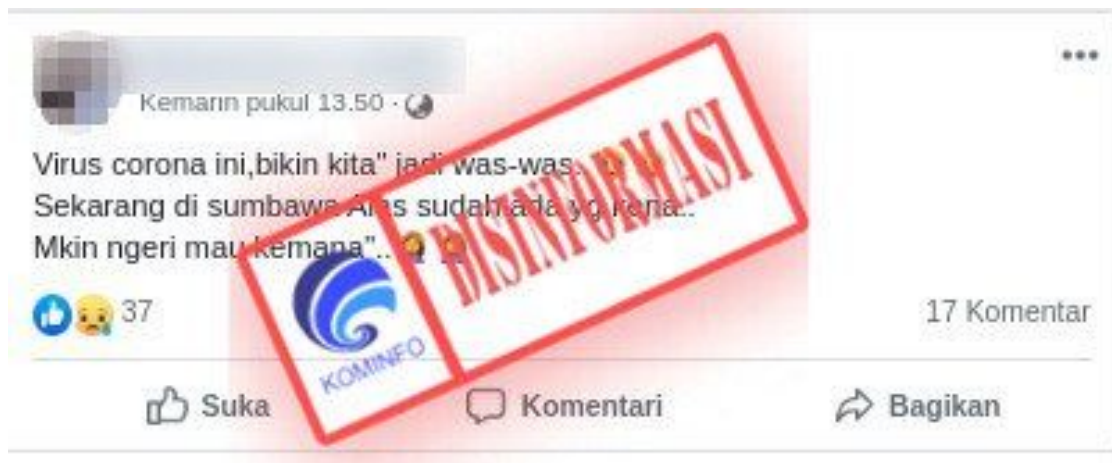 Kemarin pukul 13.50 ·
Virus corona ini,bikin kita" jadi was-was..
Sekarang di sumbawa Alas sudah ada yg kena..
Mkin ngeri mau kemana"..
KOMINFO
DISINFORMASI
37
17 Komentar
Suka
Komentari
Bagikan